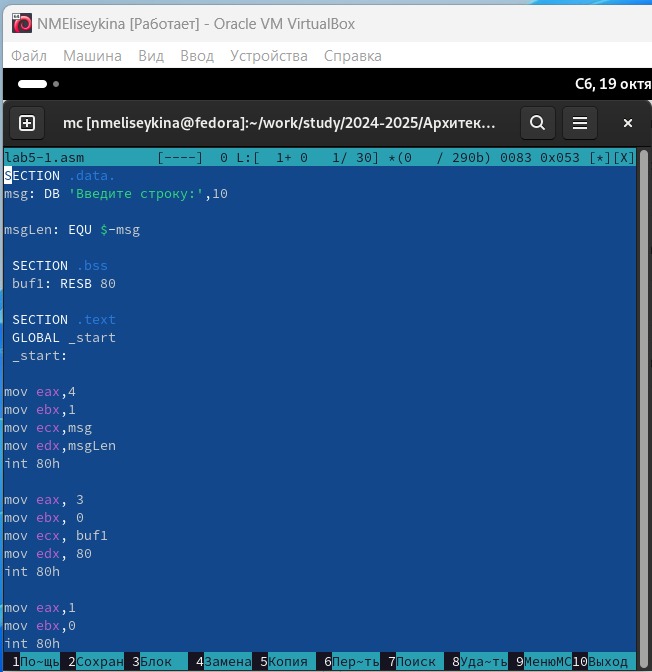 NMEliseykina [Работает] - Oracle VM VirtualBox
Файл Машина Вид Ввод Устройства Справка
Сб, 19 октя
mc [nmeliseykina@fedora]:~/work/study/2024-2025/Архитек...
lab5-1.asm [----] 0 L:[ 1+ 0 1/ 30] *(0 / 290b) 0083 0x053 [*][X]
SECTION .data.
msg: DB 'Введите строку:',10
msgLen: EQU $-msg
SECTION .bss
buf1: RESB 80
SECTION .text
GLOBAL _start
_start:
mov eax,4
mov ebx,1
mov ecx,msg
mov edx,msgLen
int 80h
mov eax, 3
mov ebx, 0
mov ecx, buf1
mov edx, 80
int 80h
mov eax,1
mov ebx,0
int 80h
1По~щь 2Сохран 3Блок 4Замена 5Копия 6Пер~ть 7Поиск 8Уда~ть 9МенюMC 10Выход